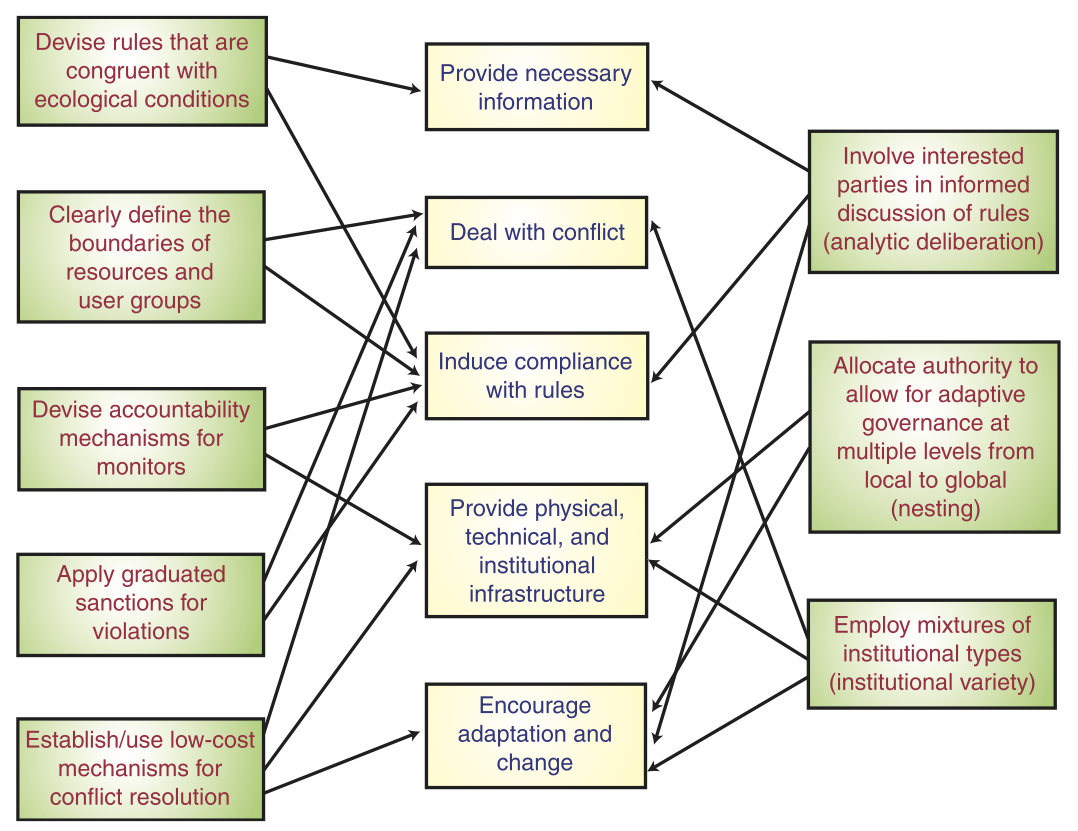 Devise rules that are
congruent with
ecological conditions
Clearly define the
boundaries of
resources and
user groups
Devise accountability
mechanisms for
monitors
Apply graduated
sanctions for
violations
Establish/use low-cost
mechanisms for
conflict resolution
Provide necessary
information
Deal with conflict
Induce compliance
with rules
Provide physical,
technical, and
institutional
infrastructure
Encourage
adaptation and
change
Involve interested
parties in informed
discussion of rules
(analytic deliberation)
Allocate authority to
allow for adaptive
governance at
multiple levels from
local to global
(nesting)
Employ mixtures of
institutional types
(institutional variety)